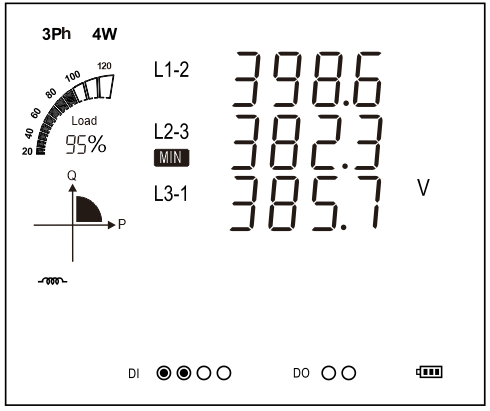 3Ph 4W
120
100
80
60
40
20
Load
95%
L1-2 398.6
L2-3 382.3
MIN
L3-1 385.7
V
Q
P
DI
DO